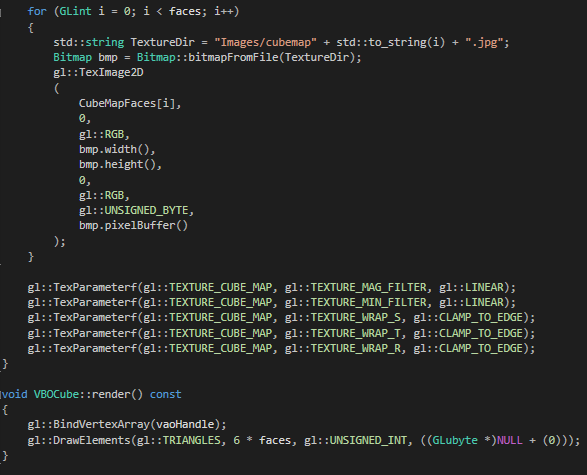 for (GLint i = 0; i < faces; i++)
{
std::string TextureDir = "Images/cubemap" + std::to_string(i) + ".jpg";
Bitmap bmp = Bitmap::bitmapFromFile(TextureDir);
gl::TexImage2D
(
CubeMapFaces[i],
0,
gl::RGB,
bmp.width(),
bmp.height(),
0,
gl::RGB,
gl::UNSIGNED_BYTE,
bmp.pixelBuffer()
);
}
gl::TexParameterf(gl::TEXTURE_CUBE_MAP, gl::TEXTURE_MAG_FILTER, gl::LINEAR);
gl::TexParameterf(gl::TEXTURE_CUBE_MAP, gl::TEXTURE_MIN_FILTER, gl::LINEAR);
gl::TexParameterf(gl::TEXTURE_CUBE_MAP, gl::TEXTURE_WRAP_S, gl::CLAMP_TO_EDGE);
gl::TexParameterf(gl::TEXTURE_CUBE_MAP, gl::TEXTURE_WRAP_T, gl::CLAMP_TO_EDGE);
gl::TexParameterf(gl::TEXTURE_CUBE_MAP, gl::TEXTURE_WRAP_R, gl::CLAMP_TO_EDGE);
}
void VBOCube::render() const
{
gl::BindVertexArray(vaoHandle);
gl::DrawElements(gl::TRIANGLES, 6 * faces, gl::UNSIGNED_INT, ((GLubyte *)NULL + (0)));
}